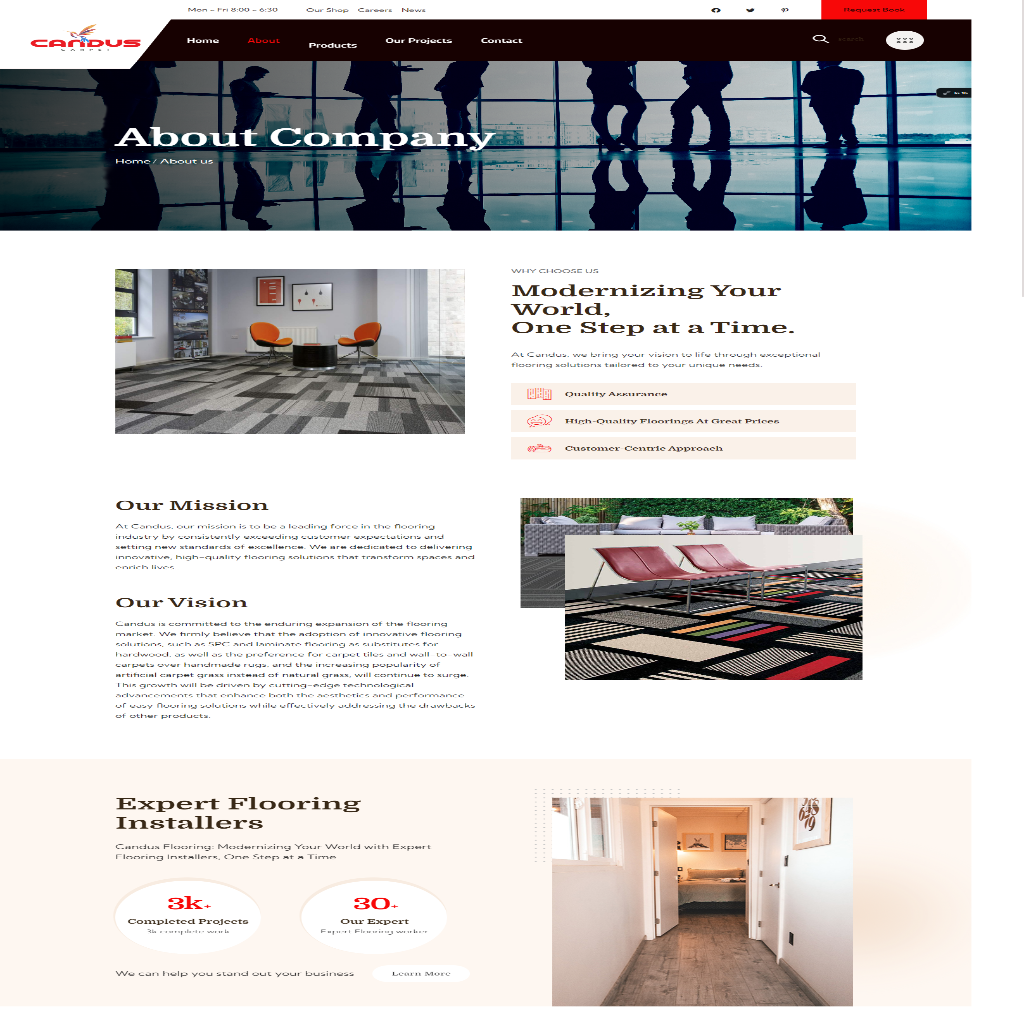 Mon - Fri 8:00 - 6:30
Our Shop Careers News
Request Book
CANDUS
CARPET
Home About Products Our Projects Contact
About Company
Home / About us
WHY CHOOSE US
Modernizing Your
World,
One Step at a Time.
At Candus, we bring your vision to life through exceptional
flooring solutions tailored to your unique needs.
Quality Assurance
High-Quality Floorings At Great Prices
Customer-Centric Approach
Our Mission
At Candus, our mission is to be a leading force in the flooring
industry by consistently exceeding customer expectations and
setting new standards of excellence. We are dedicated to delivering
innovative, high-quality flooring solutions that transform spaces and
enrich lives.
Our Vision
Candus is committed to the enduring expansion of the flooring
market. We firmly believe that the adoption of innovative flooring
solutions, such as SPC and laminate flooring as substitutes for
hardwood, as well as the preference for carpet tiles and wall-to-wall
carpets over handmade rugs, and the increasing popularity of
artificial carpet grass instead of natural grass, will continue to surge.
This growth will be driven by cutting-edge technological
advancements that enhance both the aesthetics and performance
of easy flooring solutions while effectively addressing the drawbacks
of other products.
Expert Flooring
Installers
Candus Flooring: Modernizing Your World with Expert
Flooring Installers, One Step at a Time
3k+
Completed Projects
3k complete work
30+
Our Expert
Expert Flooring worker
We can help you stand out your business
Learn More